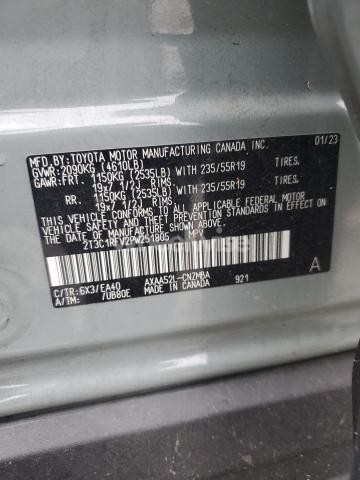 MFD.BY:TOYOTA MOTOR MANUFACTURING CANADA INC. 01/23
GVWR:2090KG (4610LB)
GAWR:FRT. 1150KG (2535LB) WITH 235/55R19 TIRES,
19x7 1/2J RIMS
RR. 1150KG (2535LB) WITH 235/55R19 TIRES,
19x7 1/2J RIMS
THIS VEHICLE CONFORMS TO ALL APPLICABLE FEDERAL MOTOR
VEHICLE SAFETY STANDARDS IN EFFECT ON THE DATE OF
MANUFACTURE SHOWN ABOVE.
2T3C1RFV2PW251805 MPV
C/TR:6X3/EA40 AXAA52L-CNZMBA A
A/TM: 7UB80E MADE IN CANADA 921